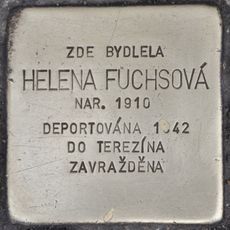 ZDE BYDLELA
HELENA FUCHSOVÁ
NAR. 1910
DEPORTOVÁNA 1942
DO TEREZÍNA
ZAVRAŽDĚNA